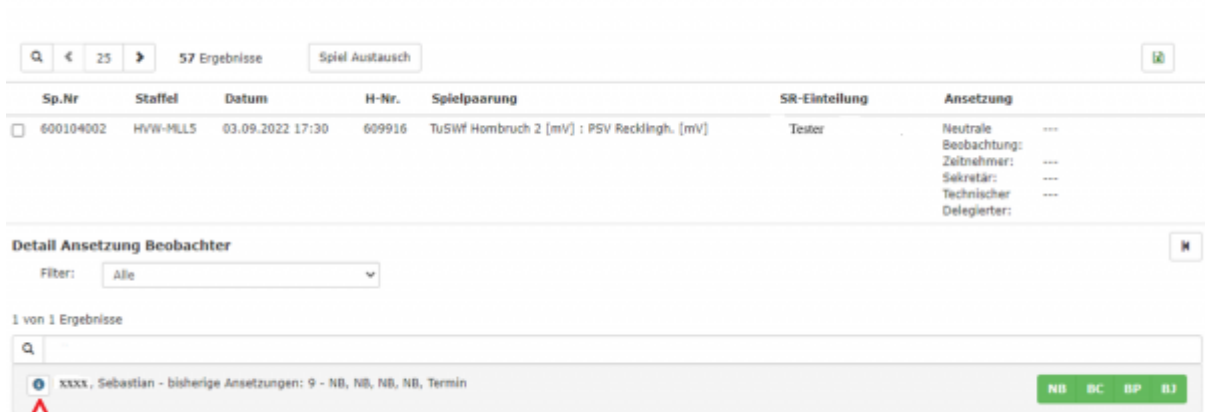 25 57 Ergebnisse Spiel Austausch
Sp.Nr Staffel Datum H-Nr. Spielpaarung SR-Einteilung Ansetzung
600104002 HVW-MLL5 03.09.2022 17:30 609916 TuSWf Hombruch 2 [mV] : PSV Recklingh. [mV] Tester Neutrale ---
Beobachtung:
Zeitnehmer: ---
Sekretär: ---
Technischer ---
Delegierter:
Detail Ansetzung Beobachter
Filter: Alle
1 von 1 Ergebnisse
xxxx, Sebastian - bisherige Ansetzungen: 9 - NB, NB, NB, NB, Termin NB BC BP BJ